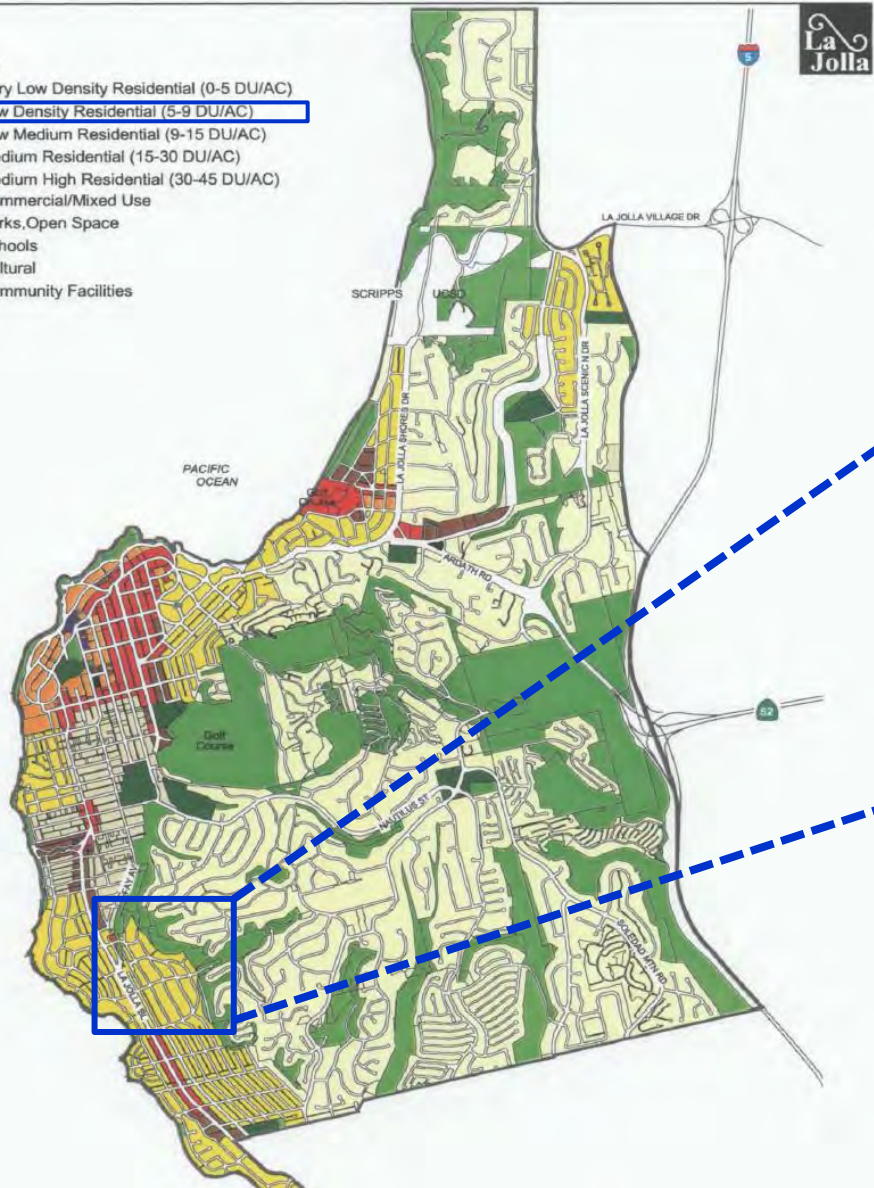 La
Jolla
5
ry Low Density Residential (0-5 DU/AC)
w Density Residential (5-9 DU/AC)
w Medium Residential (9-15 DU/AC)
edium Residential (15-30 DU/AC)
edium High Residential (30-45 DU/AC)
ommercial/Mixed Use
rks,Open Space
hools
ltural
mmunity Facilities
LA JOLLA VILLAGE DR
SCRIPPS UCSD
LA JOLLA SCENIC N DR
LA JOLLA SHORES DR
PACIFIC
OCEAN
ARDATH RD
52
Golf
Course
NAUTILUS ST
SOLEDAD MTN RD
LA JOLLA BL